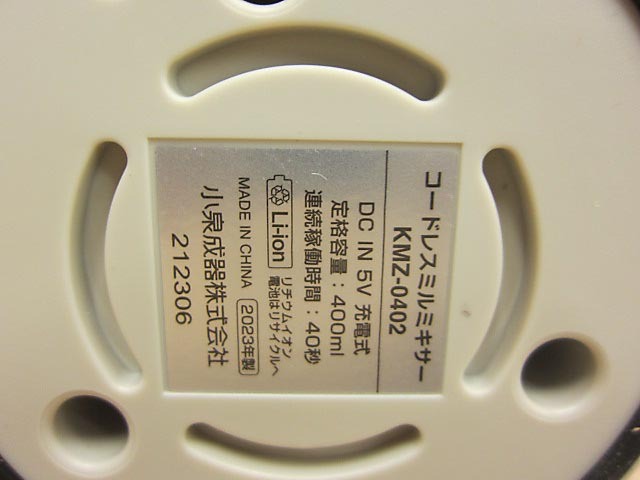 コードレスミルミキサー
KMZ-0402
DC IN 5V 充電式
定格容量：400ml
連続稼働時間：40秒
Li-ion
リチウムイオン
電池はリサイクルへ
MADE IN CHINA 2023年製
小泉成器株式会社
212306